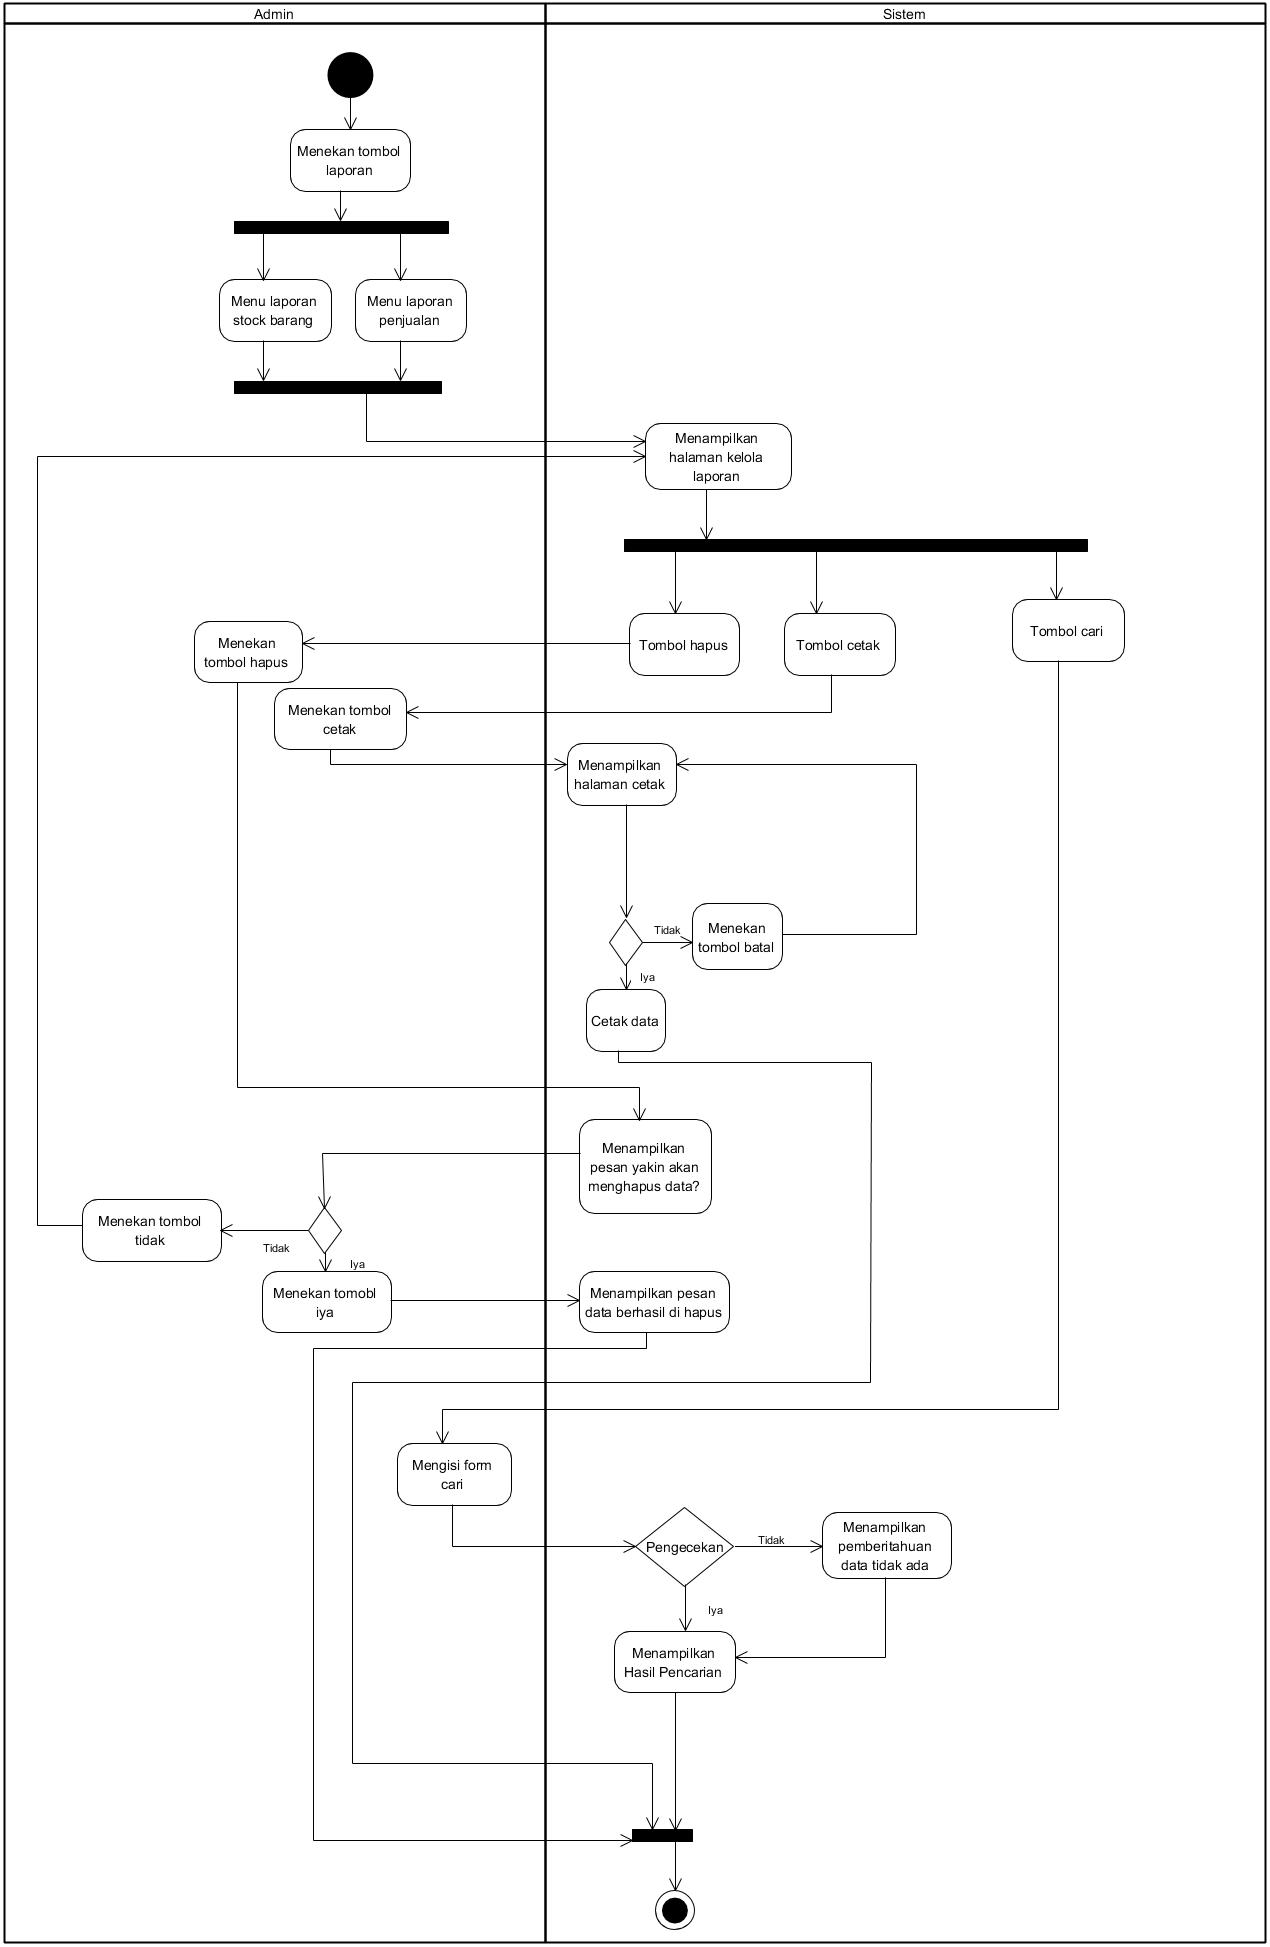 Admin
Sistem
Menekan tombol
laporan
Menu laporan
stock barang
Menu laporan
penjualan
Menampilkan
halaman kelola
laporan
Menekan
tombol hapus
Tombol hapus
Tombol cetak
Tombol cari
Menekan tombol
cetak
Menampilkan
halaman cetak
Tidak
Menekan
tombol batal
Iya
Cetak data
Menampilkan
pesan yakin akan
menghapus data?
Menekan tombol
tidak
Tidak
Iya
Menekan tomobl
iya
Menampilkan pesan
data berhasil di hapus
Mengisi form
cari
Pengecekan
Tidak
Menampilkan
pemberitahuan
data tidak ada
Iya
Menampilkan
Hasil Pencarian